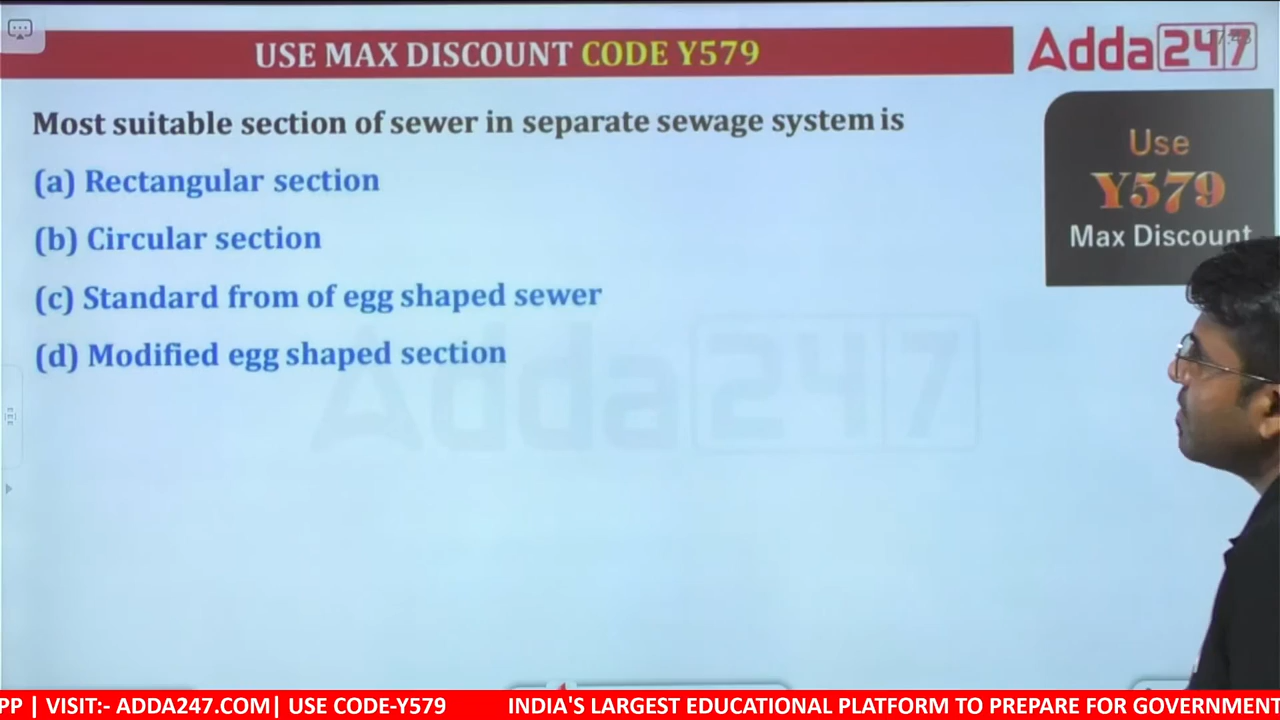 USE MAX DISCOUNT CODE Y579
Adda247
Most suitable section of sewer in separate sewage system is
(a) Rectangular section
(b) Circular section
(c) Standard from of egg shaped sewer
(d) Modified egg shaped section
Use
Y579
Max Discount
Adda247
PP | VISIT:- ADDA247.COM| USE CODE-Y579 INDIA'S LARGEST EDUCATIONAL PLATFORM TO PREPARE FOR GOVERNMENT